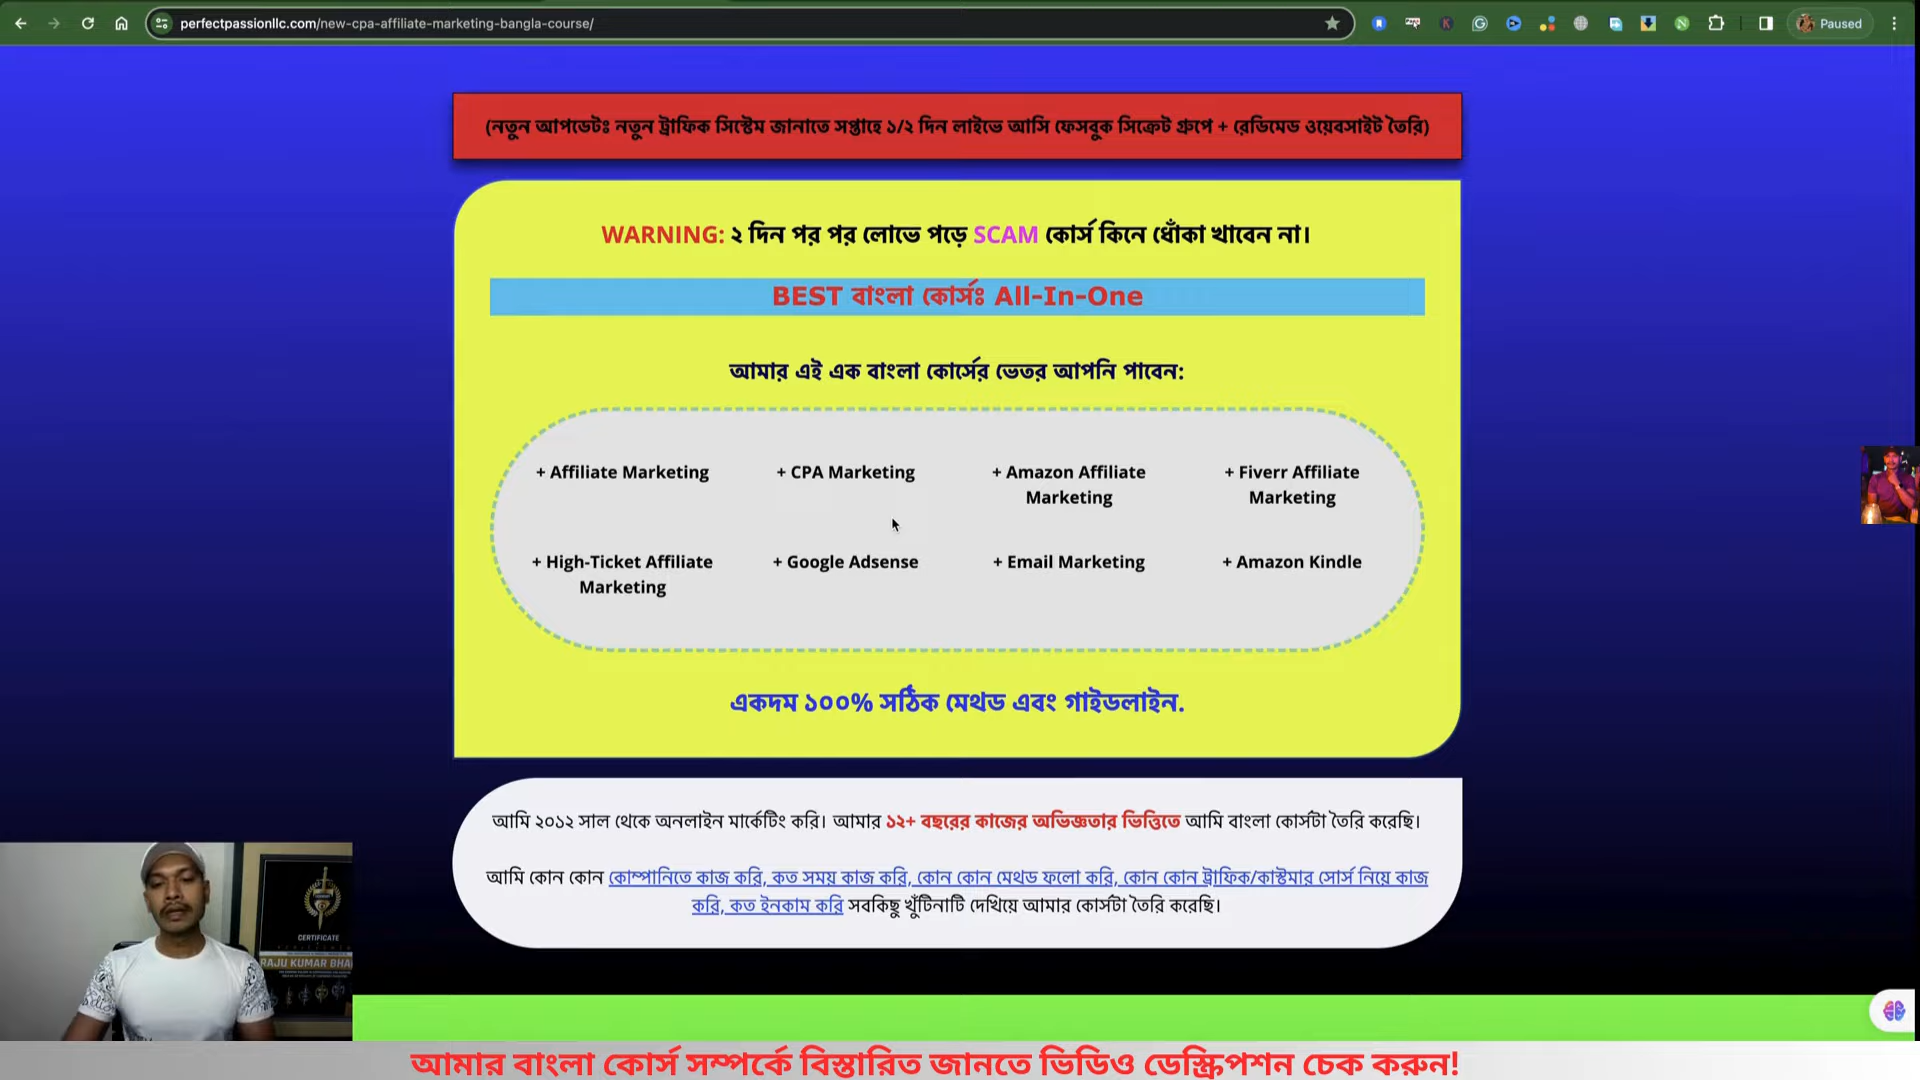 perfectpassionllc.com/new-cpa-affiliate-marketing-bangla-course/
Paused
(নতুন আপডেটঃ নতুন ট্রাফিক সিস্টেম জানাতে সপ্তাহে ১/২ দিন লাইভে আসি ফেসবুক সিক্রেট গ্রুপে + রেডিমেড ওয়েবসাইট তৈরি)
WARNING: ২ দিন পর পর লোভে পড়ে SCAM কোর্স কিনে ধোঁকা খাবেন না।
BEST বাংলা কোর্সঃ All-In-One
আমার এই এক বাংলা কোর্সের ভেতর আপনি পাবেন:
+ Affiliate Marketing
+ CPA Marketing
+ Amazon Affiliate
Marketing
+ Fiverr Affiliate
Marketing
+ High-Ticket Affiliate
Marketing
+ Google Adsense
+ Email Marketing
+ Amazon Kindle
একদম ১০০% সঠিক মেথড এবং গাইডলাইন.
আমি ২০১২ সাল থেকে অনলাইন মার্কেটিং করি। আমার ১২+ বছরের কাজের অভিজ্ঞতার ভিত্তিতে আমি বাংলা কোর্সটা তৈরি করেছি।
আমি কোন কোন কোম্পানিতে কাজ করি, কত সময় কাজ করি, কোন কোন মেথড ফলো করি, কোন কোন ট্রাফিক/কাস্টমার সোর্স নিয়ে কাজ
করি, কত ইনকাম করি সবকিছু খুঁটিনাটি দেখিয়ে আমার কোর্সটা তৈরি করেছি।
CERTIFICATE
RAJU KUMAR BHA
আমার বাংলা কোর্স সম্পর্কে বিস্তারিত জানতে ভিডিও ডেস্ক্রিপশন চেক করুন!